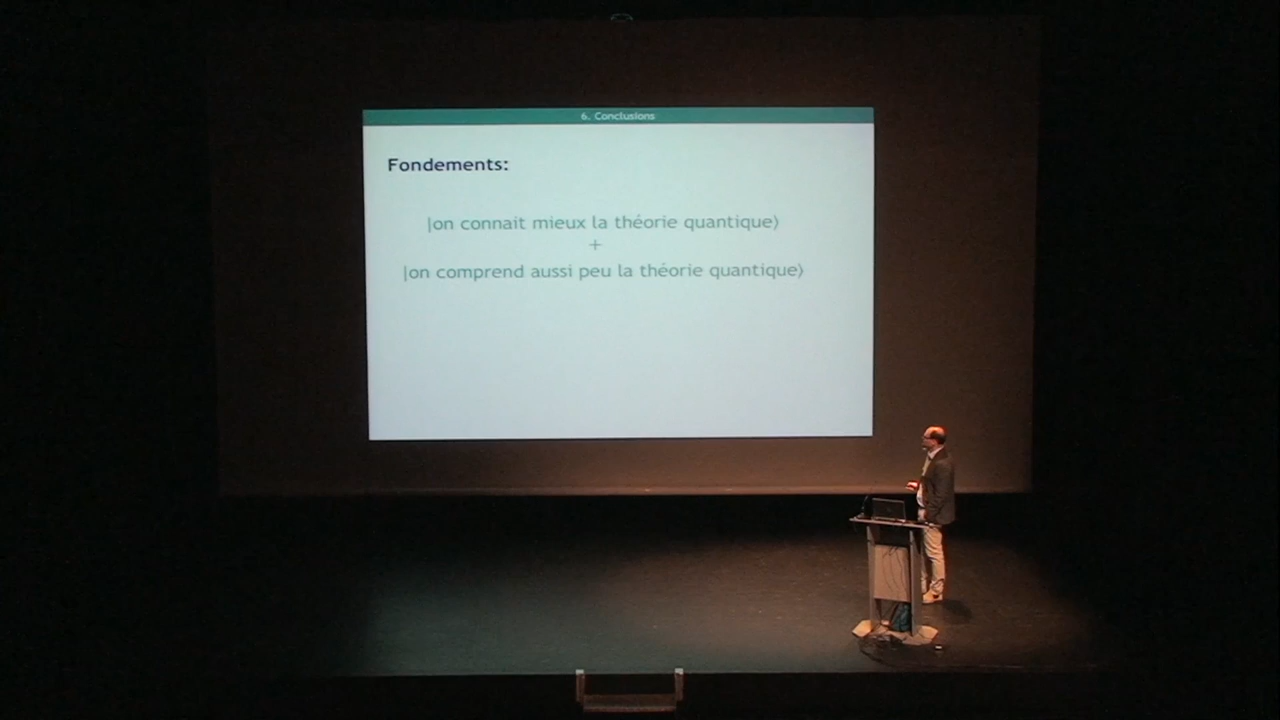 6. Conclusions
Fondements:
|on connait mieux la théorie quantique⟩
+
|on comprend aussi peu la théorie quantique⟩